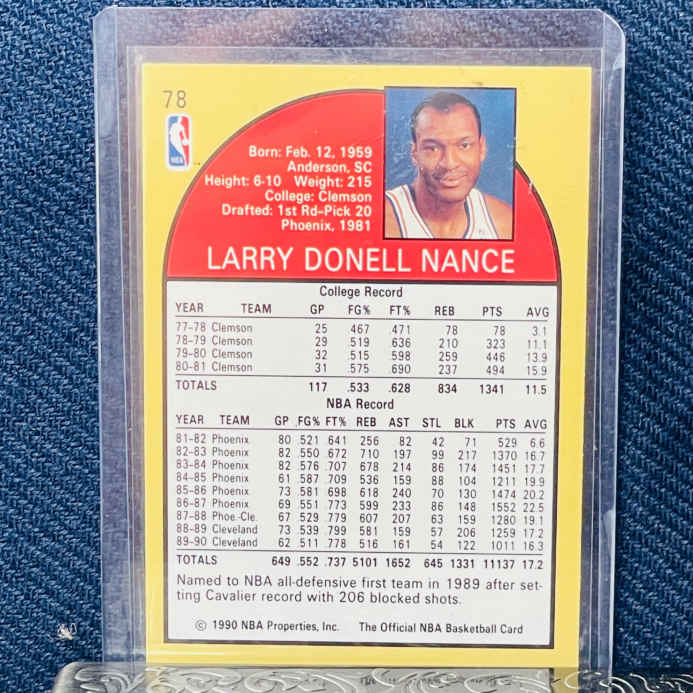 78
NBA
Born: Feb. 12, 1959
Anderson, SC
Height: 6-10 Weight: 215
College: Clemson
Drafted: 1st Rd–Pick 20
Phoenix, 1981
LARRY DONELL NANCE
College Record
YEAR TEAM GP FG% FT% REB PTS AVG
77–78 Clemson 25 .467 .471 78 78 3.1
78–79 Clemson 29 .519 .636 210 323 11.1
79–80 Clemson 32 .515 .598 259 446 13.9
80–81 Clemson 31 .575 .690 237 494 15.9
TOTALS 117 .533 .628 834 1341 11.5
NBA Record
YEAR TEAM GP FG% FT% REB AST STL BLK PTS AVG
81–82 Phoenix 80 .521 .641 256 82 42 71 529 6.6
82–83 Phoenix 82 .550 .672 710 197 99 217 1370 16.7
83–84 Phoenix 82 .576 .707 678 214 86 174 1451 17.7
84–85 Phoenix 61 .587 .709 536 159 88 104 1211 19.9
85–86 Phoenix 73 .581 .698 618 240 70 130 1474 20.2
86–87 Phoenix 69 .551 .773 599 233 86 148 1552 22.5
87–88 Phoe.-Cle. 67 .529 .779 607 207 63 159 1280 19.1
88–89 Cleveland 73 .539 .799 581 159 57 206 1259 17.2
89–90 Cleveland 62 .511 .778 516 161 54 122 1011 16.3
TOTALS 649 .552 .737 5101 1652 645 1331 11137 17.2
Named to NBA all-defensive first team in 1989 after set-
ting Cavalier record with 206 blocked shots.
© 1990 NBA Properties, Inc. The Official NBA Basketball Card